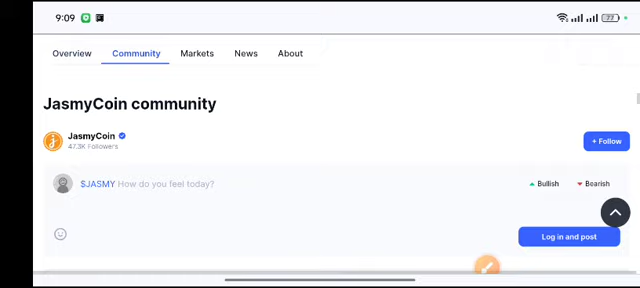 9:09
77
Overview Community Markets News About
JasmyCoin community
JasmyCoin
47.3K Followers
+ Follow
$JASMY How do you feel today?
Bullish Bearish
Log in and post